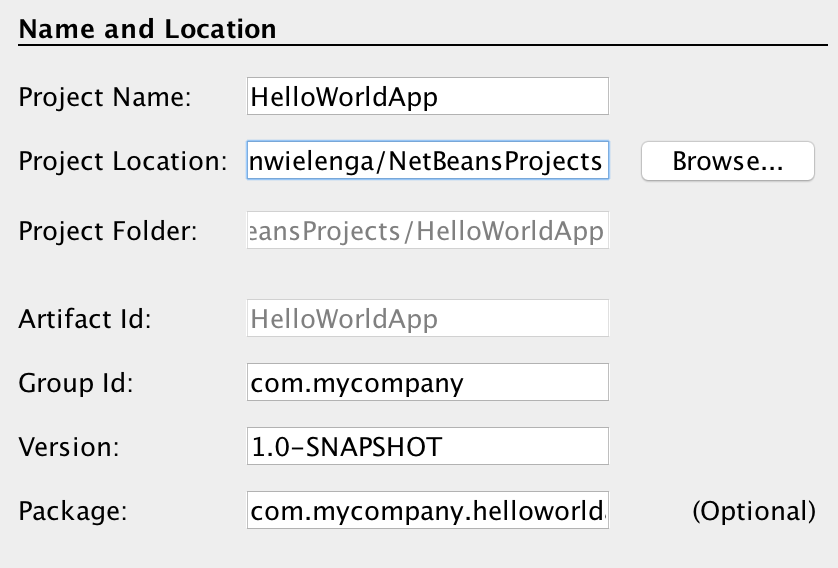 Name and Location
Project Name: HelloWorldApp
Project Location: nwielenga/NetBeansProjects Browse...
Project Folder: eansProjects/HelloWorldApp
Artifact Id: HelloWorldApp
Group Id: com.mycompany
Version: 1.0-SNAPSHOT
Package: com.mycompany.helloworlda (Optional)